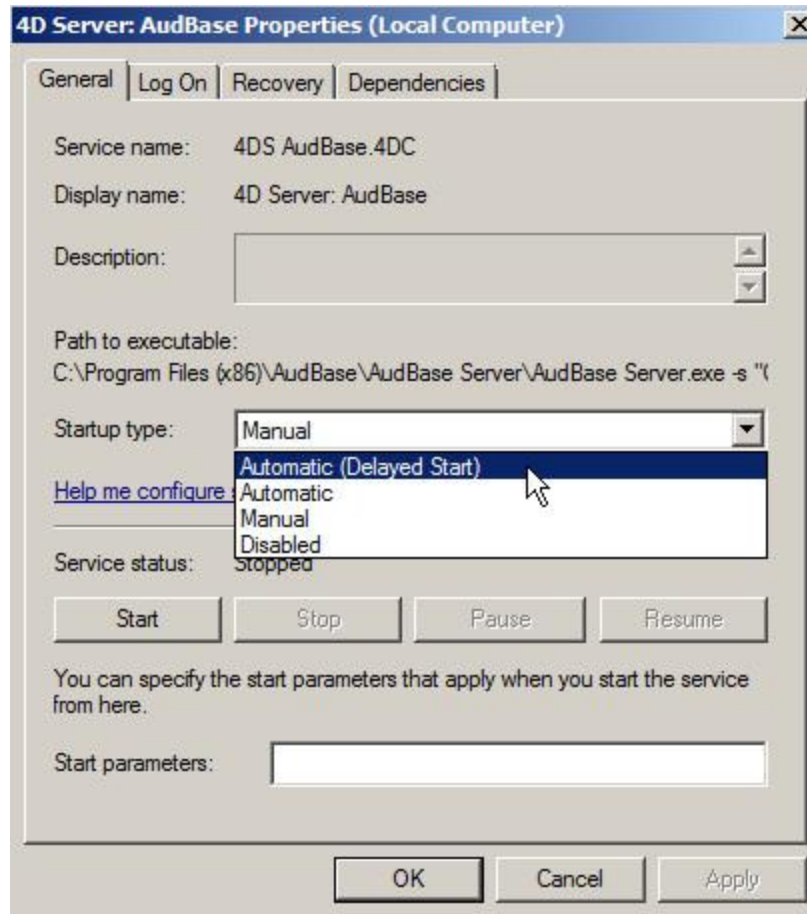 4D Server: AudBase Properties (Local Computer)
General Log On Recovery Dependencies
Service name: 4DS AudBase.4DC
Display name: 4D Server: AudBase
Description:
Path to executable:
C:\Program Files (x86)\AudBase\AudBase Server\AudBase Server.exe -s "
Startup type: Manual
Automatic (Delayed Start)
Help me configure Automatic
Manual
Disabled
Service status: Stopped
Start Stop Pause Resume
You can specify the start parameters that apply when you start the service
from here.
Start parameters:
OK Cancel Apply